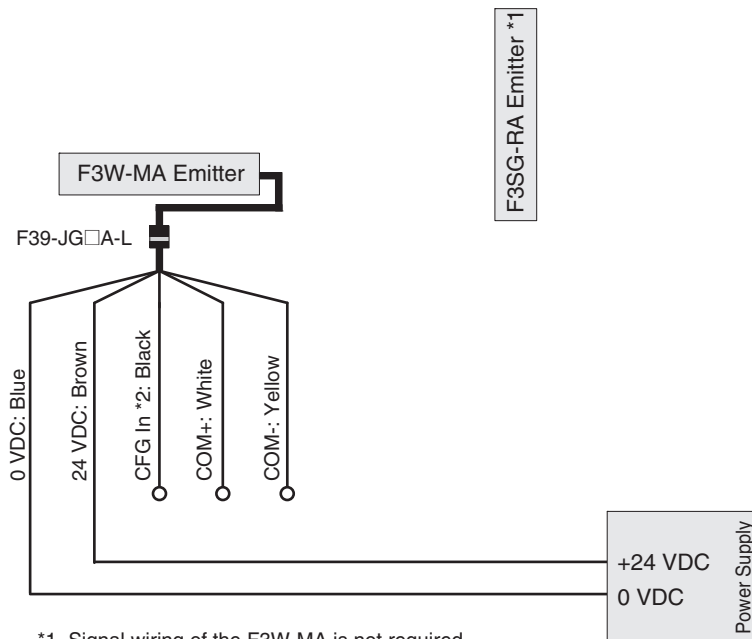 F3SG-RA Emitter *1
F3W-MA Emitter
F39-JG□A-L
0 VDC: Blue
24 VDC: Brown
CFG In *2: Black
COM+: White
COM-: Yellow
+24 VDC
0 VDC
Power Supply
*1 Signal wiring of the F3W-MA is not required